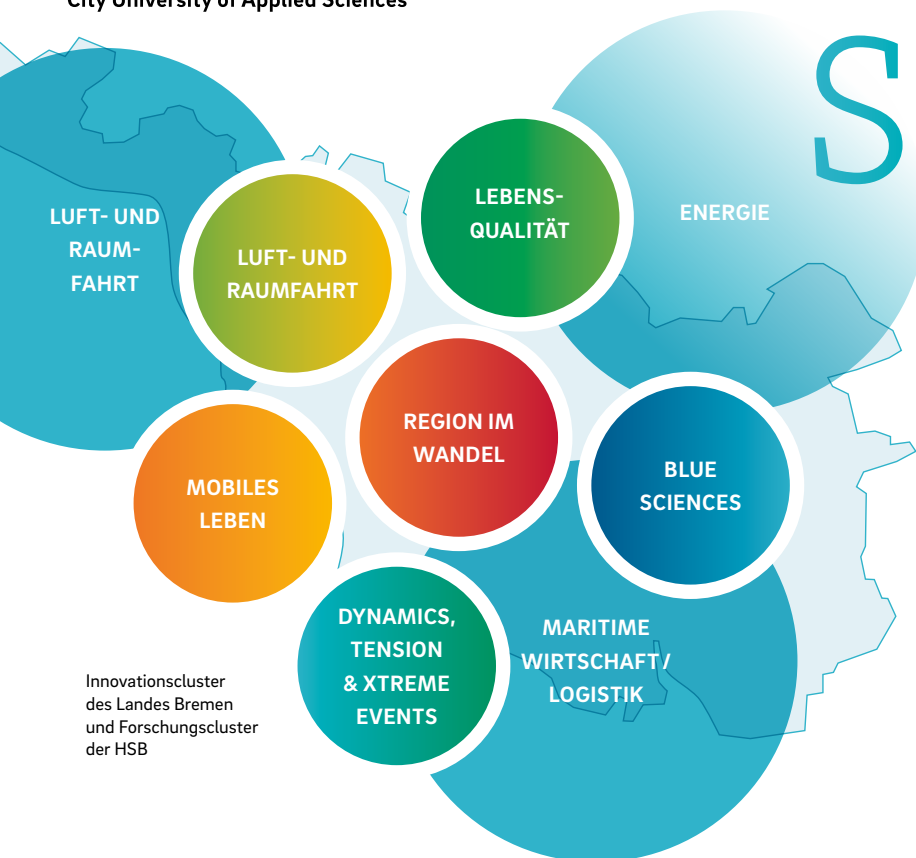 City University of Applied Sciences
S
LEBENS-
QUALITÄT
ENERGIE
LUFT- UND
RAUM-
FAHRT
LUFT- UND
RAUMFAHRT
REGION IM
WANDEL
BLUE
SCIENCES
MOBILES
LEBEN
DYNAMICS,
TENSION
& XTREME
EVENTS
MARITIME
WIRTSCHAFT/
LOGISTIK
Innovationscluster
des Landes Bremen
und Forschungscluster
der HSB